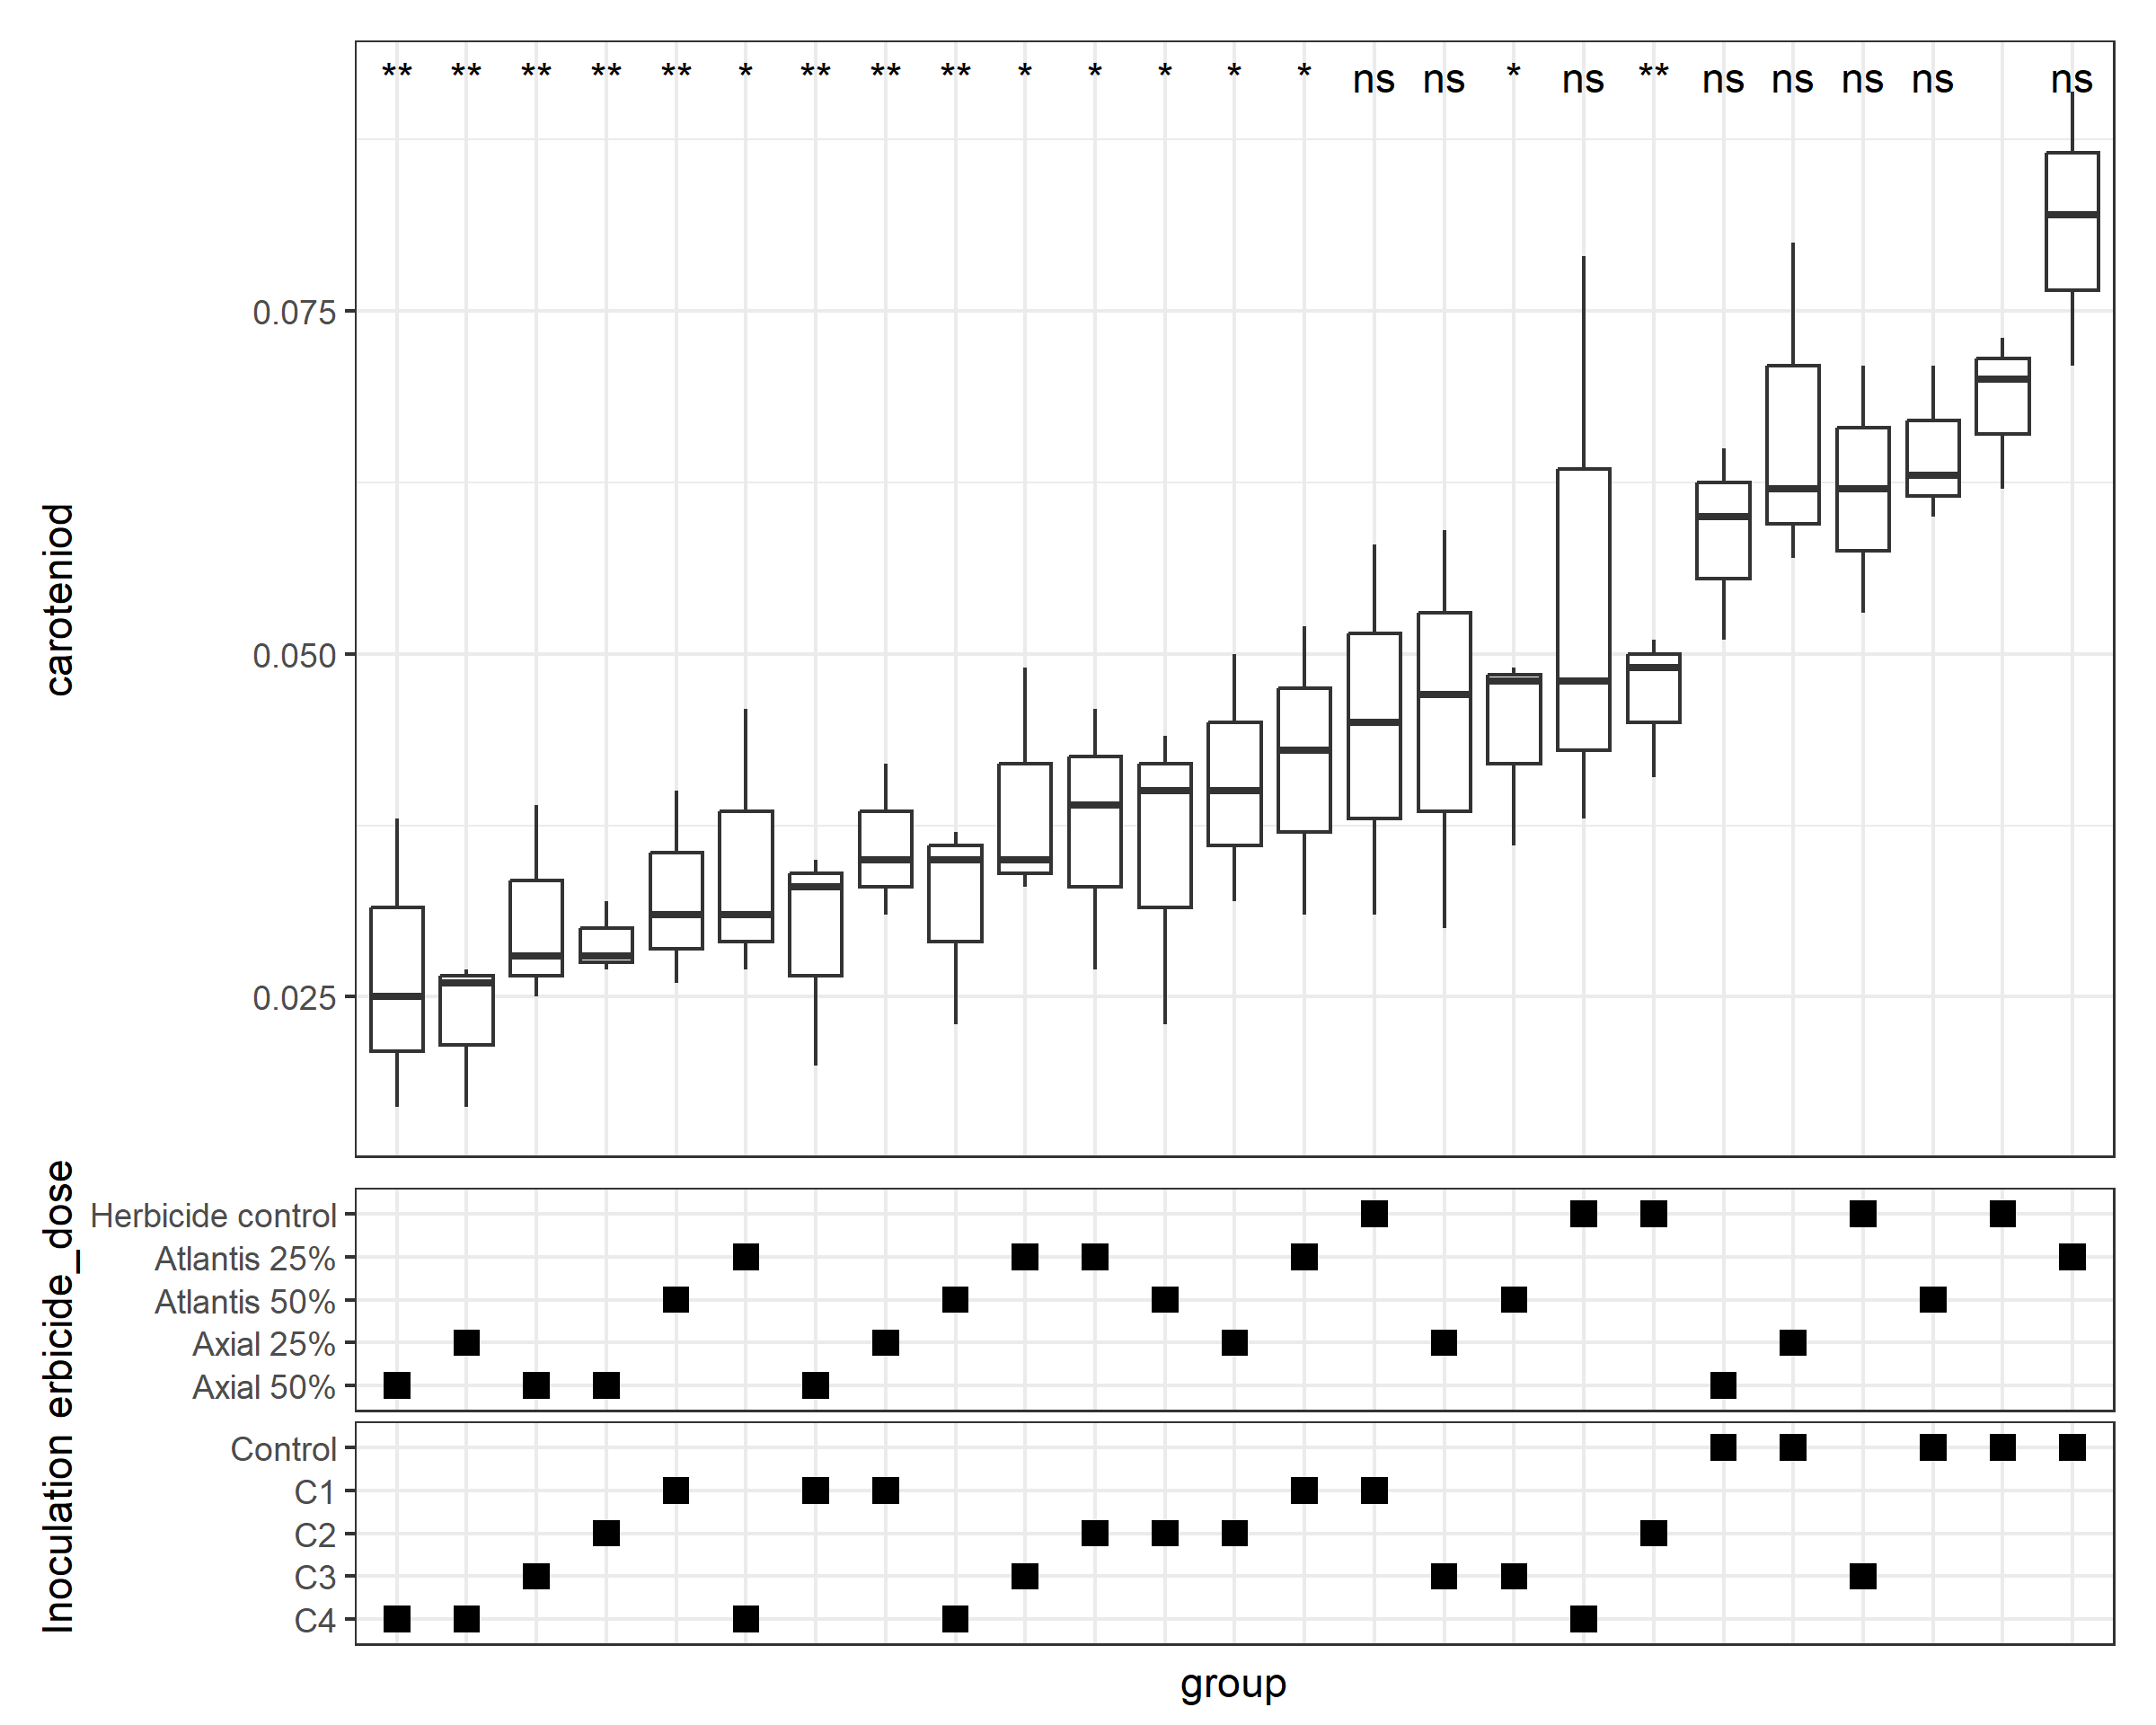 ** ** ** ** ** * ** ** ** * * * * * ns ns * ns ** ns ns ns ns ns
caroteniod
0.075
0.050
0.025
Inoculation erbicide_dose
Herbicide control
Atlantis 25%
Atlantis 50%
Axial 25%
Axial 50%
Control
C1
C2
C3
C4
group